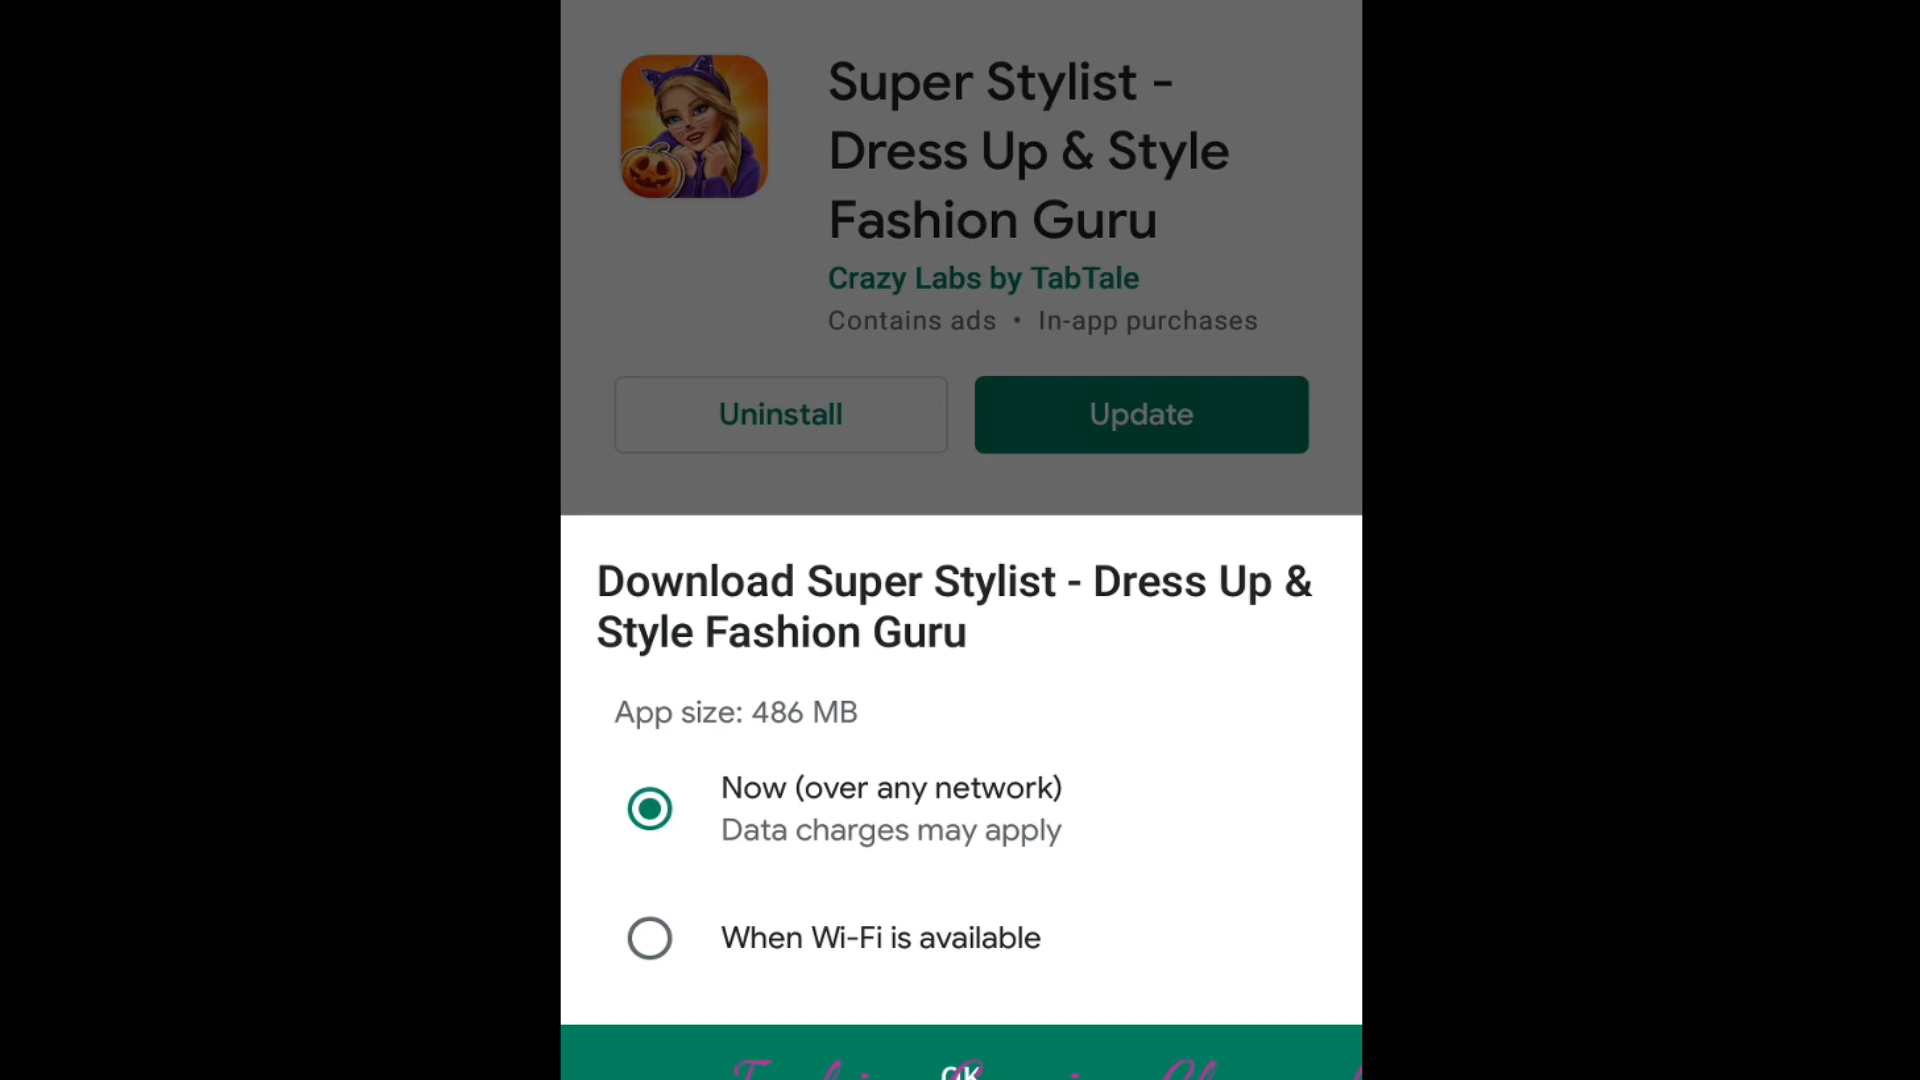 Super Stylist -
Dress Up & Style
Fashion Guru
Crazy Labs by TabTale
Contains ads • In-app purchases
Uninstall
Update
Download Super Stylist - Dress Up &
Style Fashion Guru
App size: 486 MB
Now (over any network)
Data charges may apply
When Wi-Fi is available
OK